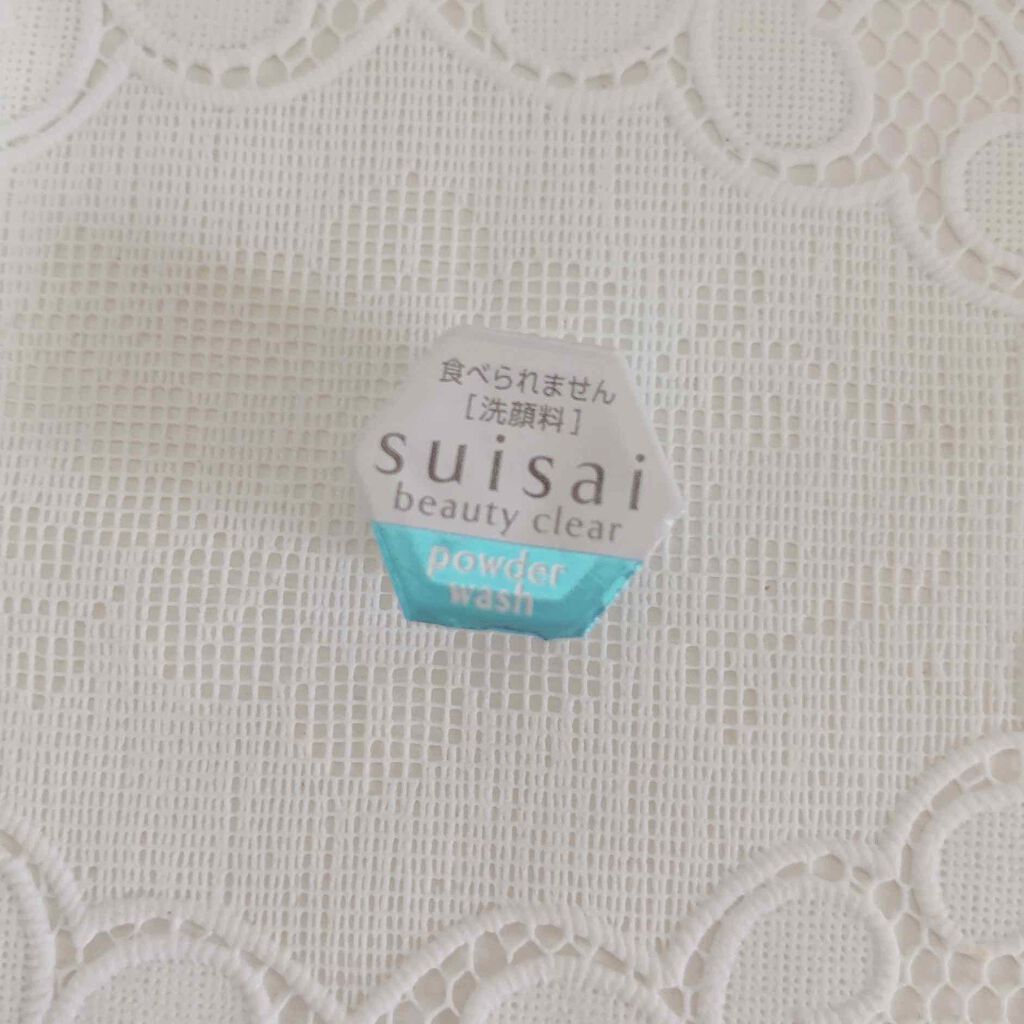 食べられません
[洗顔料]
suisai
beauty clear
powder
wash